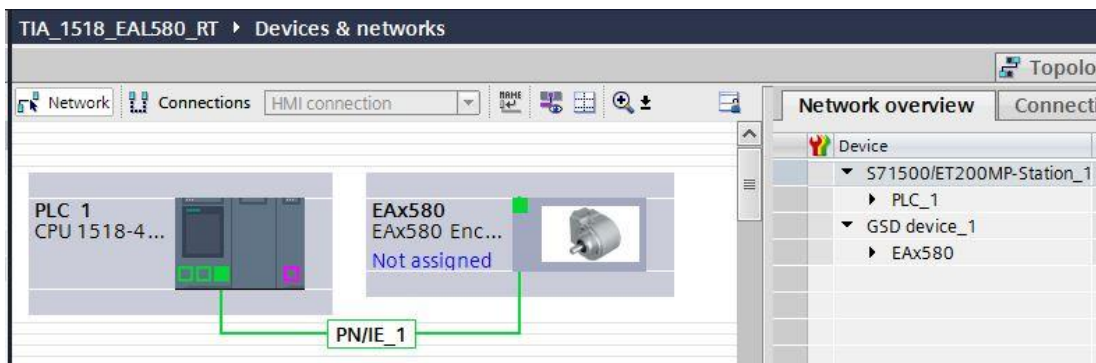 TIA_1518_EAL580_RT ▸ Devices & networks
Topolo
Network Connections HMI connection
Network overview Connecti
Device
S71500/ET200MP-Station_1
PLC_1
GSD device_1
EAx580
PLC 1
CPU 1518-4...
EAx580
EAx580 Enc...
Not assigned
PN/IE_1